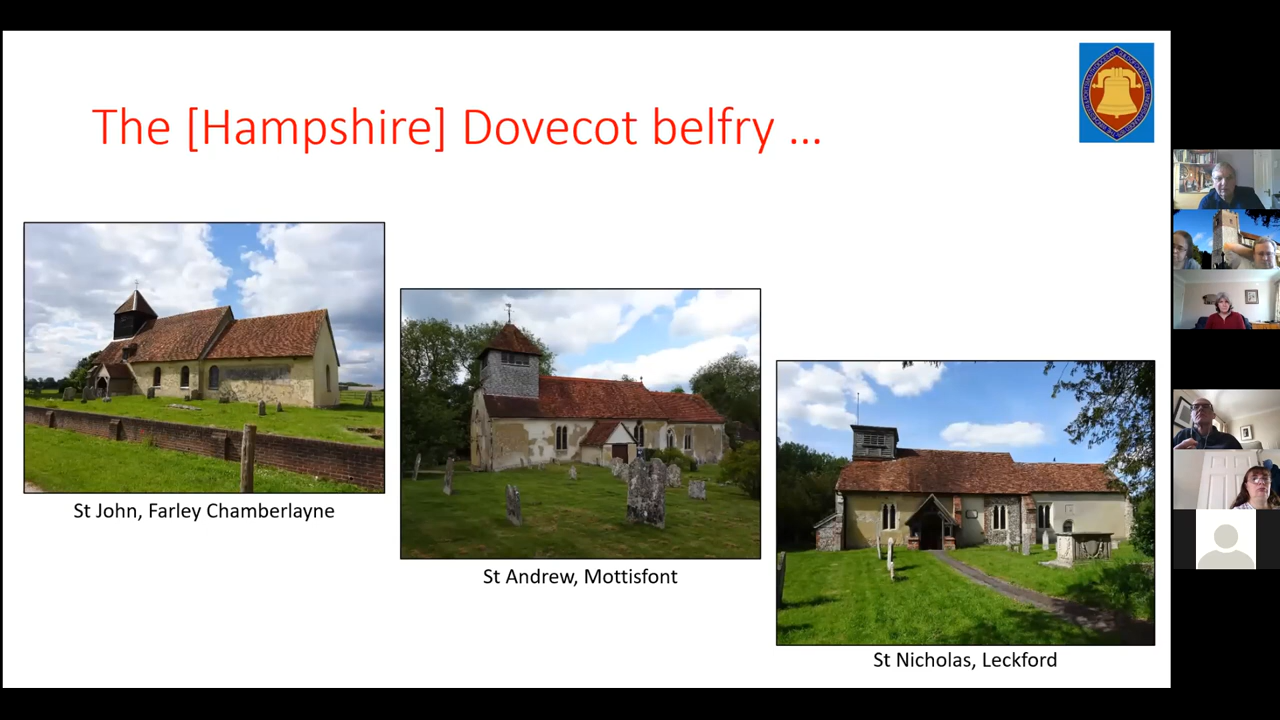 The [Hampshire] Dovecot belfry ...
St John, Farley Chamberlayne
St Andrew, Mottisfont
St Nicholas, Leckford